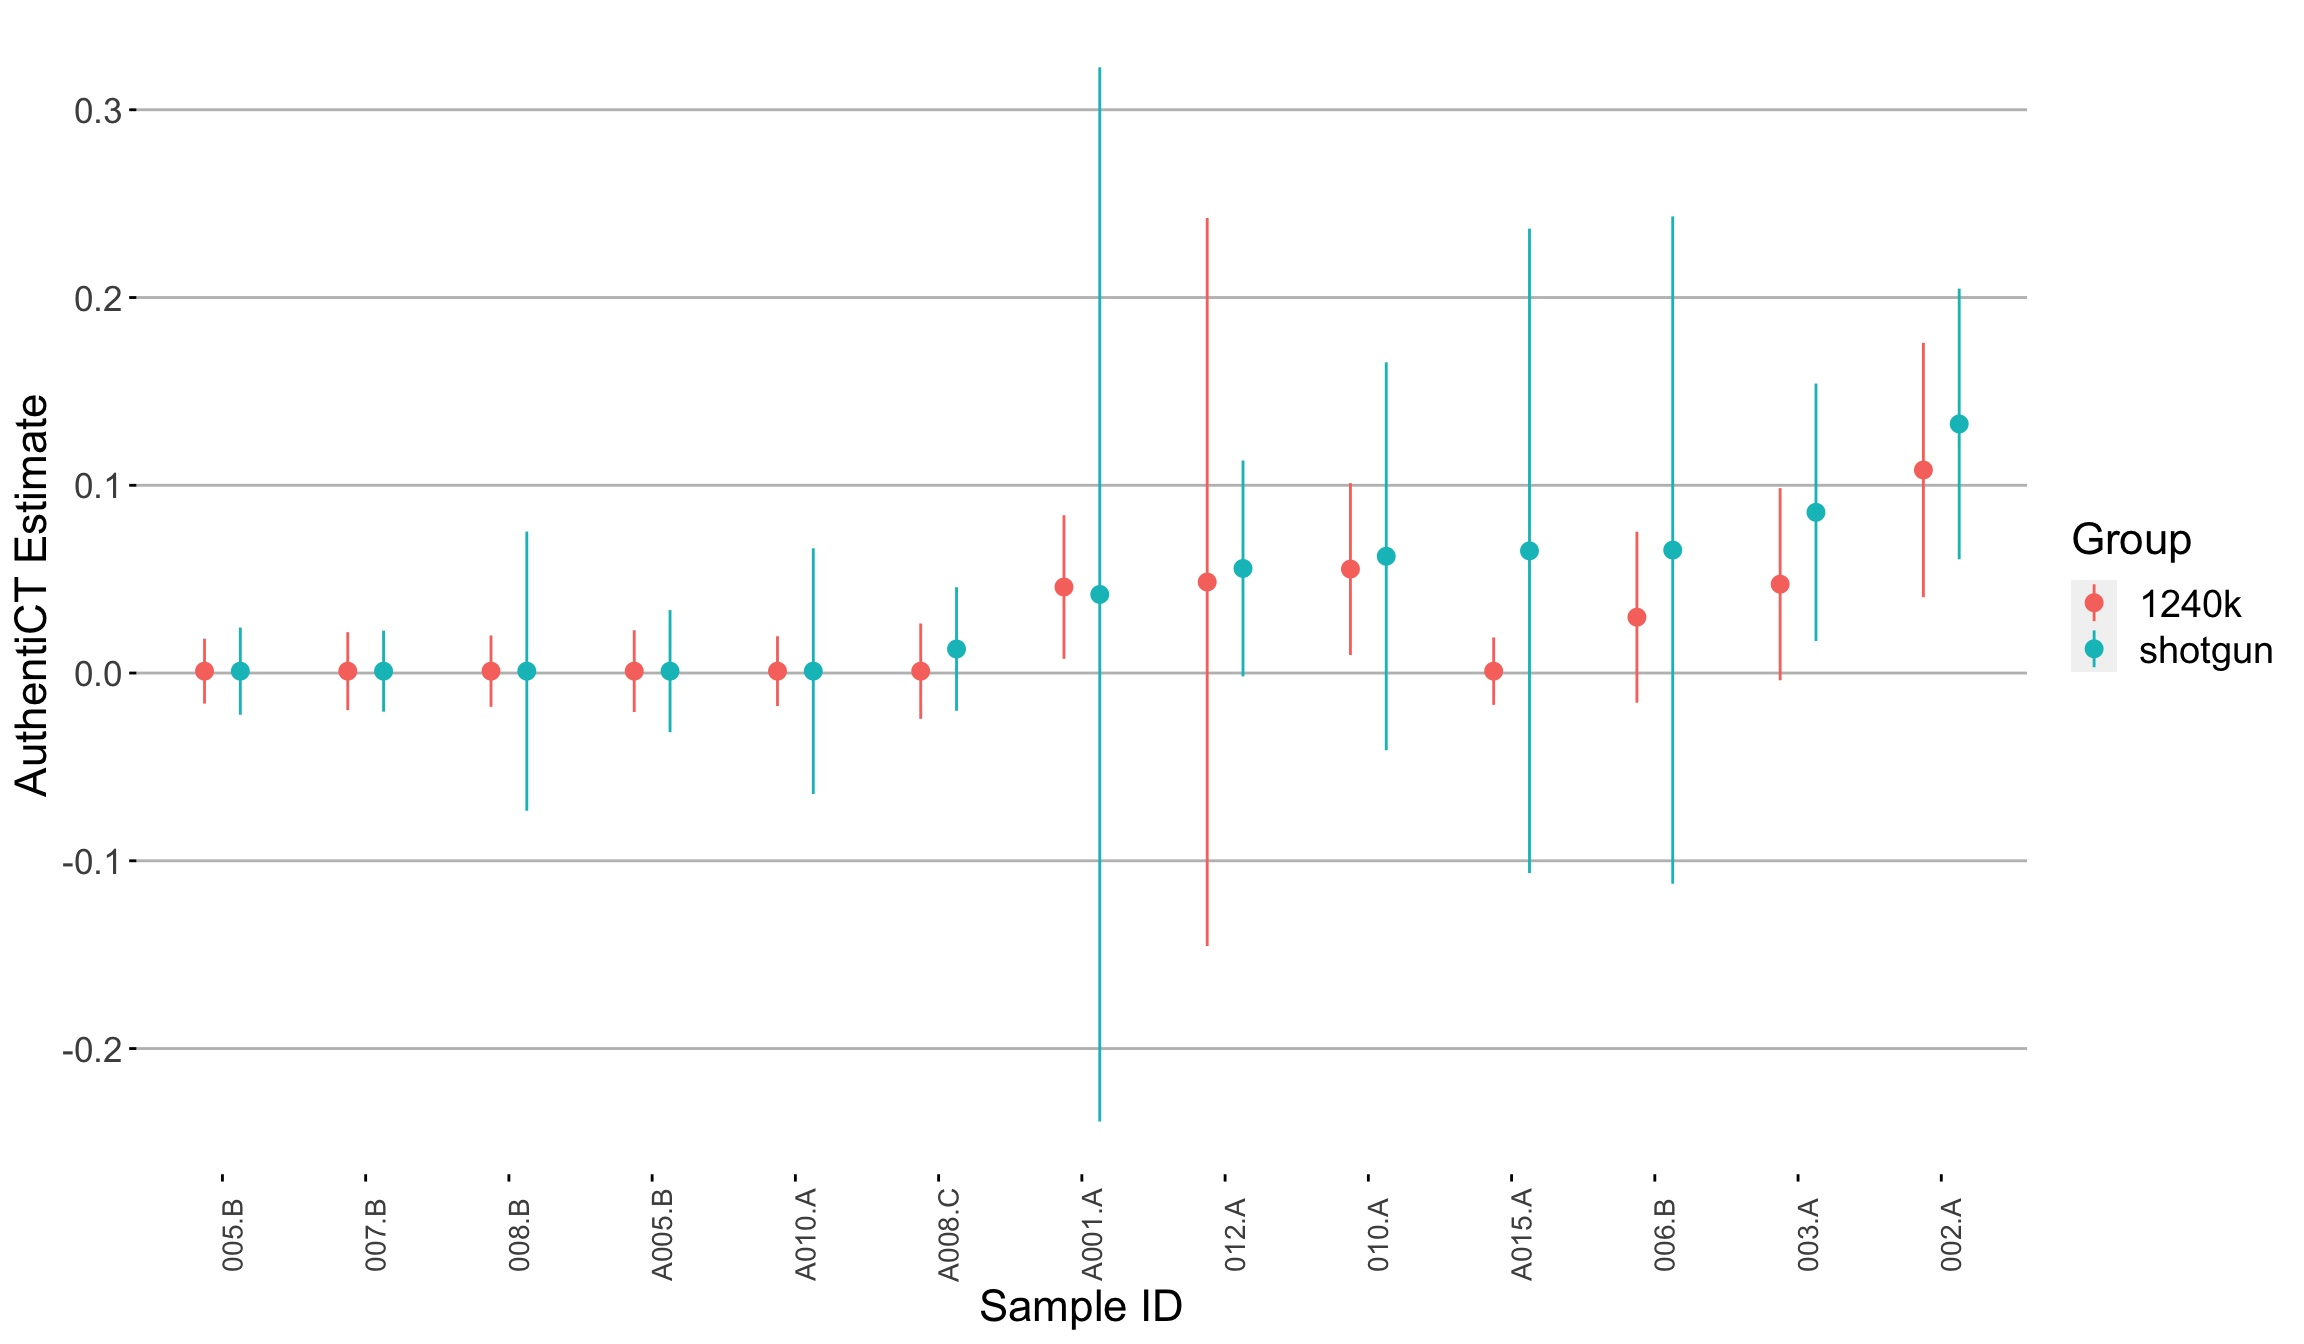 0.3
0.2
0.1
0.0
-0.1
-0.2
AuthentiCT Estimate
005.B
007.B
008.B
A005.B
A010.A
A008.C
A001.A
012.A
010.A
A015.A
006.B
003.A
002.A
Sample ID
Group
1240k
shotgun